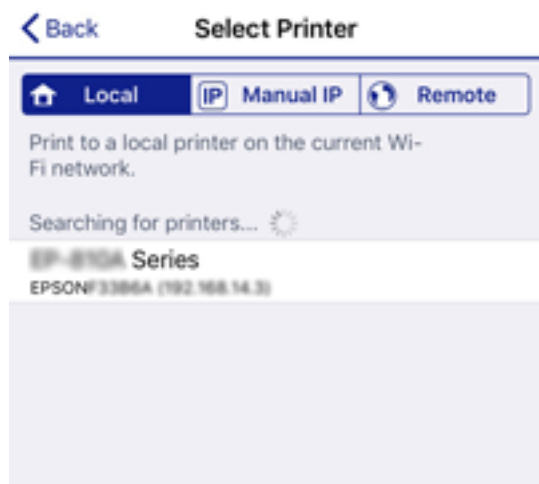 Back
Select Printer
Local
IP Manual IP
Remote
Print to a local printer on the current Wi-
Fi network.
Searching for printers...
Series
EPSON